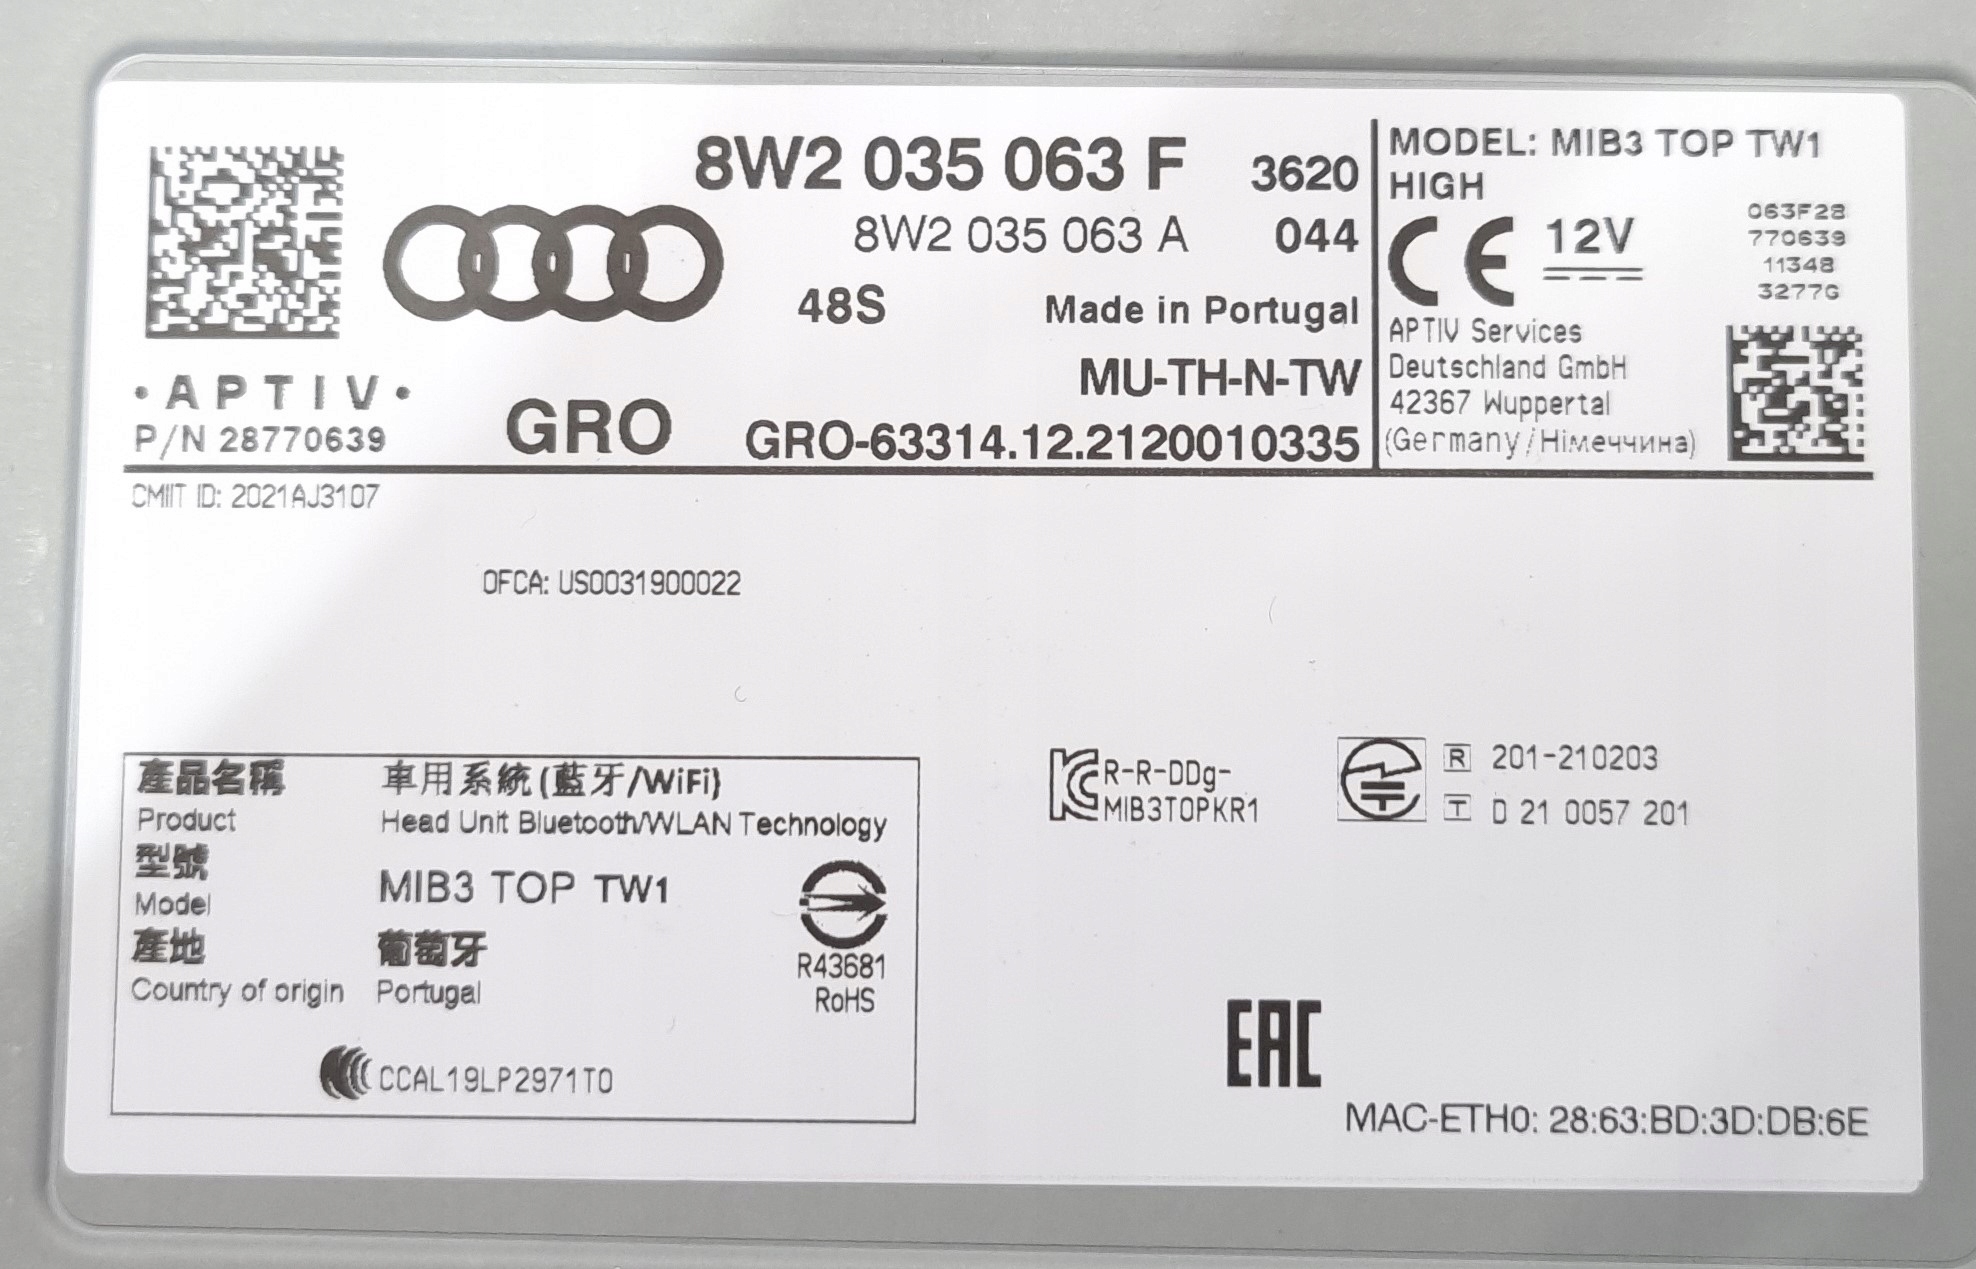 8W2 035 063 F 3620
8W2 035 063 A 044
48S Made in Portugal
MU-TH-N-TW
• APTIV •
P/N 28770639
GRO GRO-63314.12.2120010335
MODEL: MIB3 TOP TW1
HIGH
CE 12V
063F28
770639
11348
3277G
APTIV Services
Deutschland GmbH
42367 Wuppertal
(Germany/Німеччина)
CMIIT ID: 2021AJ3107
OFCA: US0031900022
產品名稱 車用系統(藍牙/WiFi)
Product Head Unit Bluetooth/WLAN Technology
型號
Model MIB3 TOP TW1
產地 葡萄牙
Country of origin Portugal
R43681
RoHS
CCAL19LP2971T0
R-R-DDg-
MIB3TOPKR1
R 201-210203
T D 21 0057 201
EAC
MAC-ETH0: 28:63:BD:3D:DB:6E